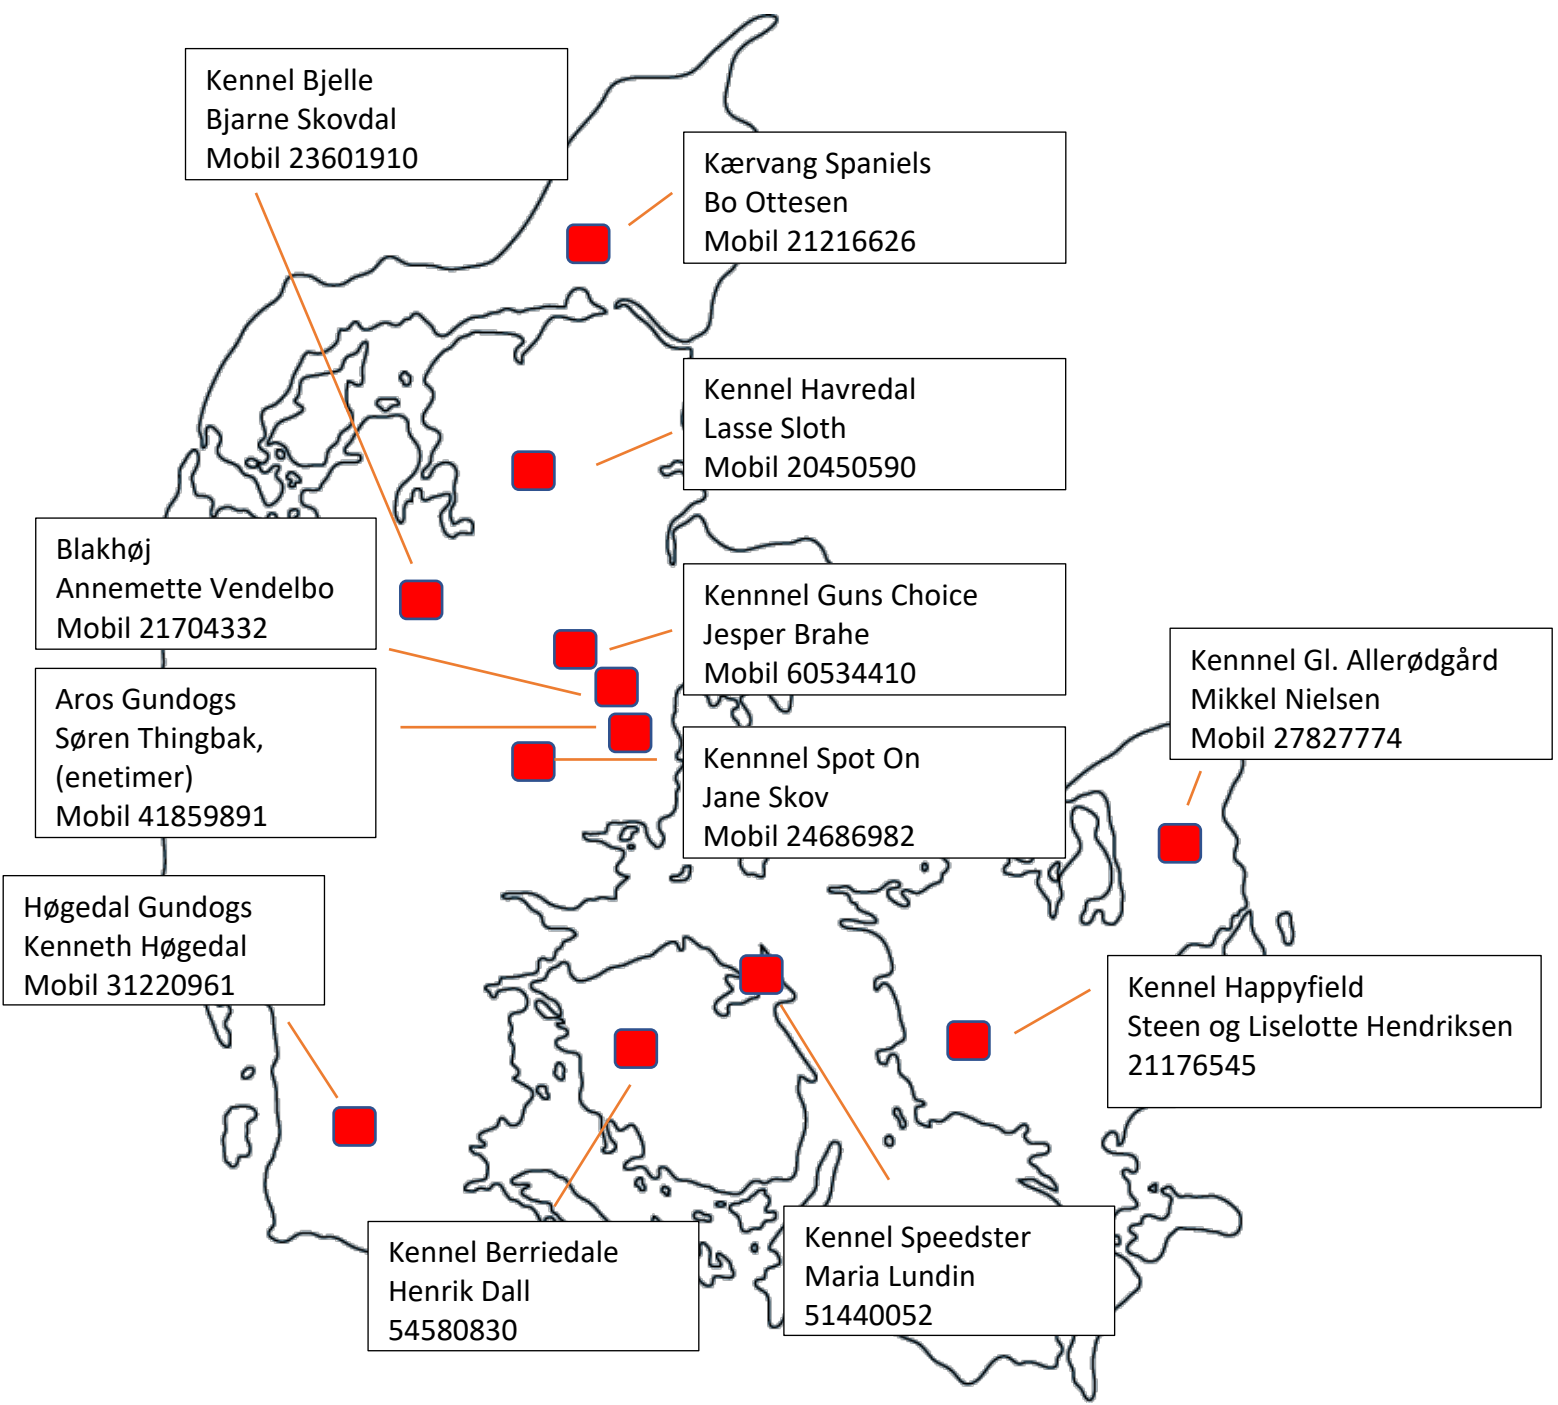 Kennel Bjelle
Bjarne Skovdal
Mobil 23601910
Kærvang Spaniels
Bo Ottesen
Mobil 21216626
Kennel Havredal
Lasse Sloth
Mobil 20450590
Blakhøj
Annemette Vendelbo
Mobil 21704332
Kennnel Guns Choice
Jesper Brahe
Mobil 60534410
Kennnel Gl. Allerødgård
Mikkel Nielsen
Mobil 27827774
Aros Gundogs
Søren Thingbak,
(enetimer)
Mobil 41859891
Kennnel Spot On
Jane Skov
Mobil 24686982
Høgedal Gundogs
Kenneth Høgedal
Mobil 31220961
Kennel Happyfield
Steen og Liselotte Hendriksen
21176545
Kennel Berriedale
Henrik Dall
54580830
Kennel Speedster
Maria Lundin
51440052